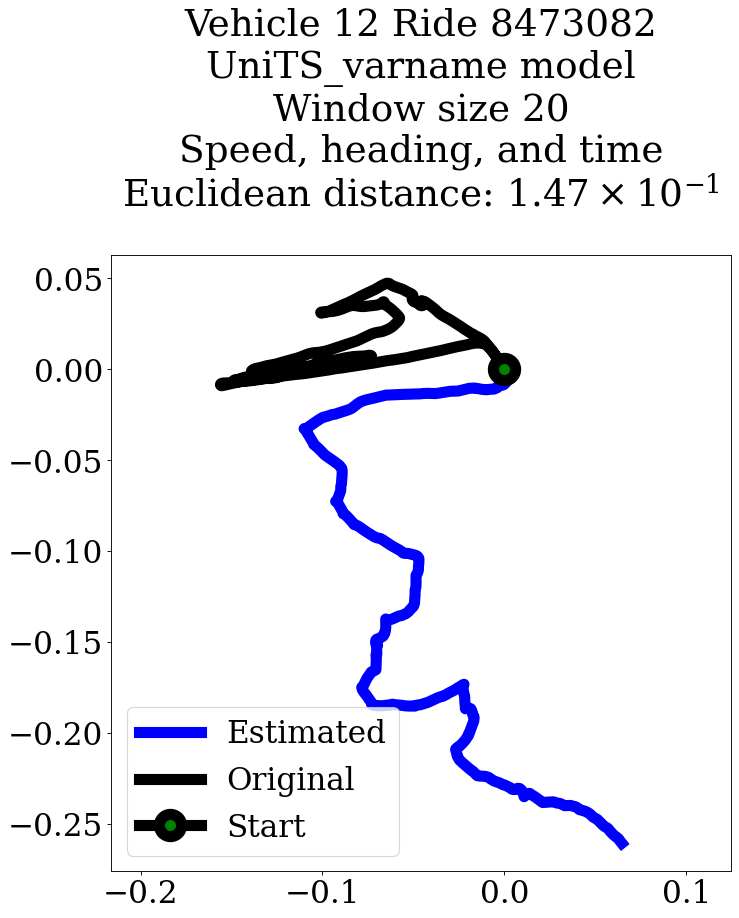 Vehicle 12 Ride 8473082
UniTS_varname model
Window size 20
Speed, heading, and time
Euclidean distance: 1.47 × 10⁻¹
0.05
0.00
−0.05
−0.10
−0.15
−0.20
−0.25
Estimated
Original
Start
−0.2
−0.1
0.0
0.1